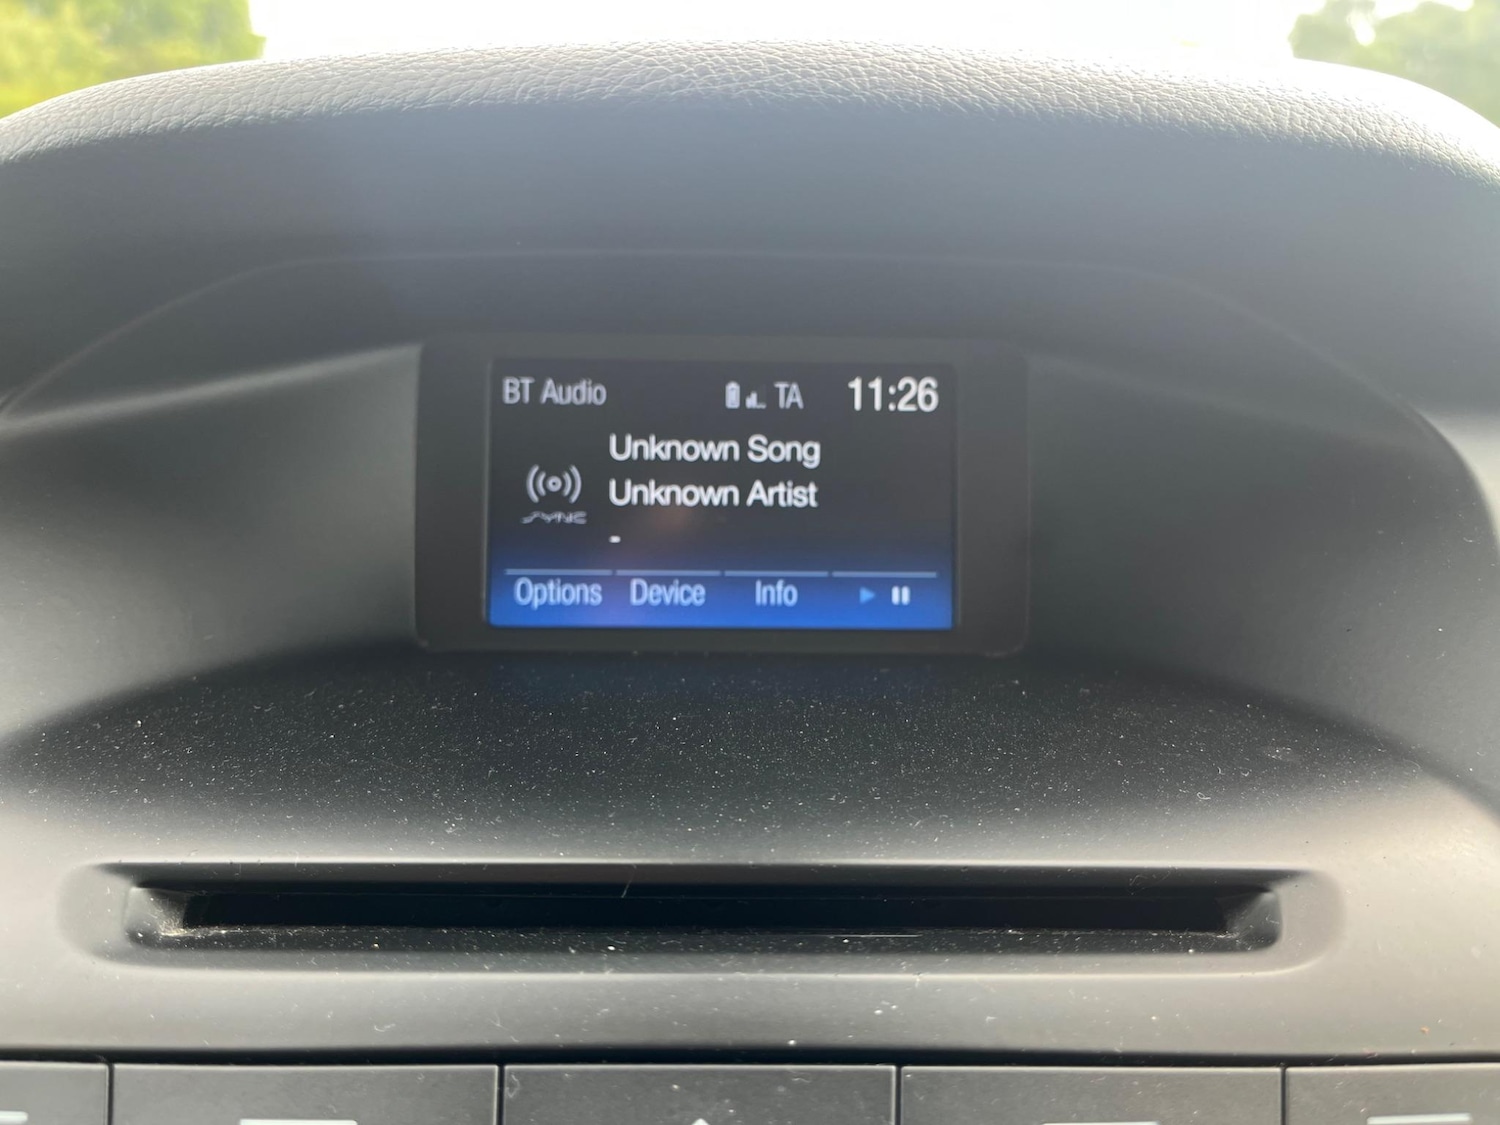 BT Audio TA 11:26
Unknown Song
Unknown Artist
SYNC
-
Options Device Info